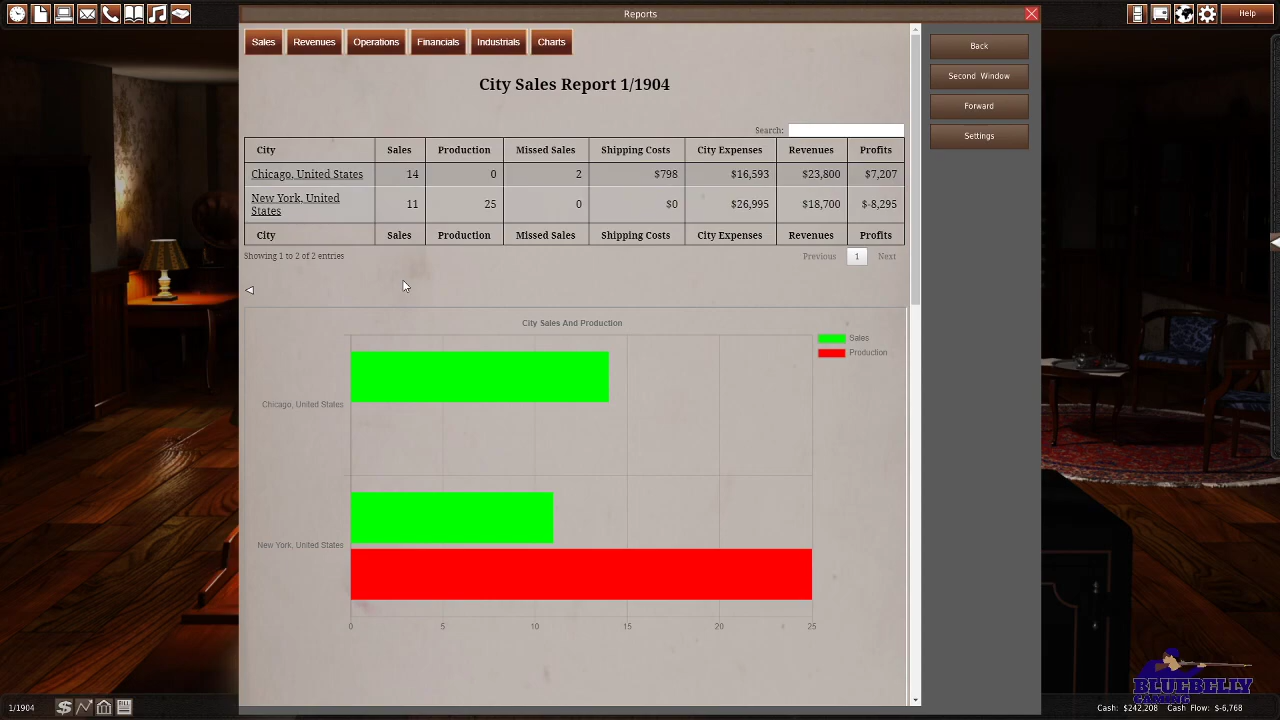 Reports
Help
Sales Revenues Operations Financials Industrials Charts
Back
Second Window
Forward
Settings
City Sales Report 1/1904
Search:
City Sales Production Missed Sales Shipping Costs City Expenses Revenues Profits
Chicago, United States 14 0 2 $798 $16,593 $23,800 $7,207
New York, United
States 11 25 0 $0 $26,995 $18,700 $-8,295
City Sales Production Missed Sales Shipping Costs City Expenses Revenues Profits
Showing 1 to 2 of 2 entries
Previous 1 Next
City Sales And Production
Sales
Production
Chicago, United States
New York, United States
0 5 10 15 20 25
BLUEBELLY
GAMING
1/1904
Cash: $242,208 Cash Flow: $-6,768